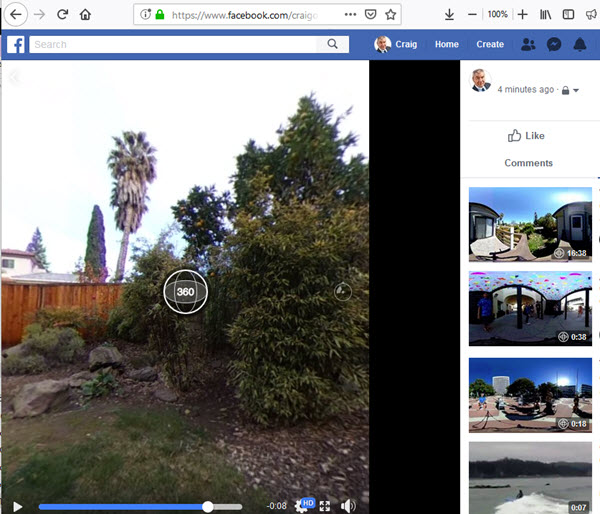 https://www.facebook.com/craig
100%
f
Search
Craig
Home
Create
4 minutes ago ·
Like
Comments
360
16:38
0:38
0:18
0:07
-0:08
HD